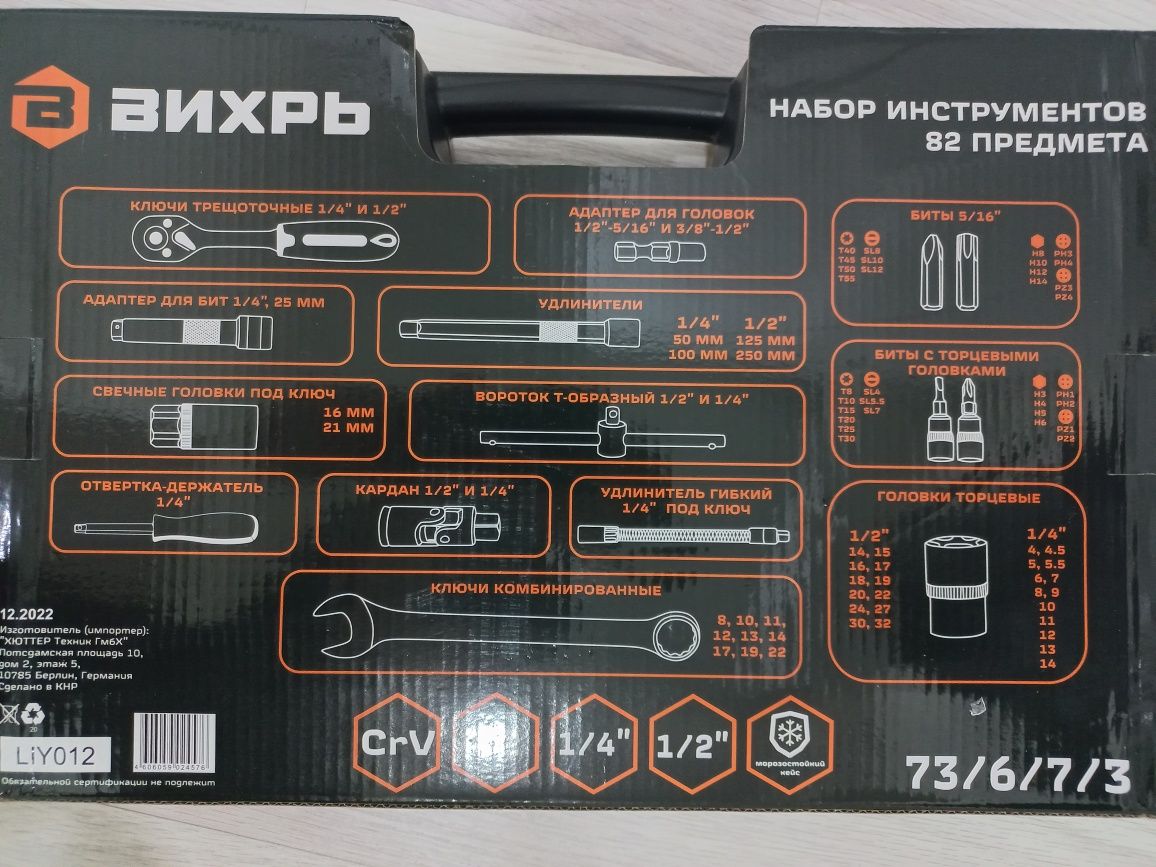 ВИХРЬ
НАБОР ИНСТРУМЕНТОВ
82 ПРЕДМЕТА
КЛЮЧИ ТРЕЩОТОЧНЫЕ 1/4" И 1/2"
АДАПТЕР ДЛЯ ГОЛОВОК
1/2"-5/16" И 3/8"-1/2"
БИТЫ 5/16"
T40 SL8
T45 SL10
T50 SL12
T55
H8 PH3
H10 PH4
H12
H14 PZ3
PZ4
АДАПТЕР ДЛЯ БИТ 1/4", 25 ММ
УДЛИНИТЕЛИ
1/4" 1/2"
50 ММ 125 ММ
100 ММ 250 ММ
БИТЫ С ТОРЦЕВЫМИ
ГОЛОВКАМИ
T8 SL4
T10 SL5.5
T15 SL7
T20
T25
T30
H3 PH1
H4 PH2
H5
H6 PZ1
PZ2
СВЕЧНЫЕ ГОЛОВКИ ПОД КЛЮЧ
16 ММ
21 ММ
ВОРОТОК Т-ОБРАЗНЫЙ 1/2" И 1/4"
ОТВЕРТКА-ДЕРЖАТЕЛЬ
1/4"
КАРДАН 1/2" И 1/4"
УДЛИНИТЕЛЬ ГИБКИЙ
1/4" ПОД КЛЮЧ
ГОЛОВКИ ТОРЦЕВЫЕ
1/2"
14, 15
16, 17
18, 19
20, 22
24, 27
30, 32
1/4"
4, 4.5
5, 5.5
6, 7
8, 9
10
11
12
13
14
КЛЮЧИ КОМБИНИРОВАННЫЕ
8, 10, 11,
12, 13, 14
17, 19, 22
12.2022
Изготовитель (импортер):
"ХЮТТЕР Техник ГмбХ"
Потсдамская площадь 10,
дом 2, этаж 5,
10785 Берлин, Германия
Сделано в КНР
20
LiY012
4 606059 024576
Обязательной сертификации не подлежит
CrV
1/4"
1/2"
морозостойкий
кейс
73/6/7/3